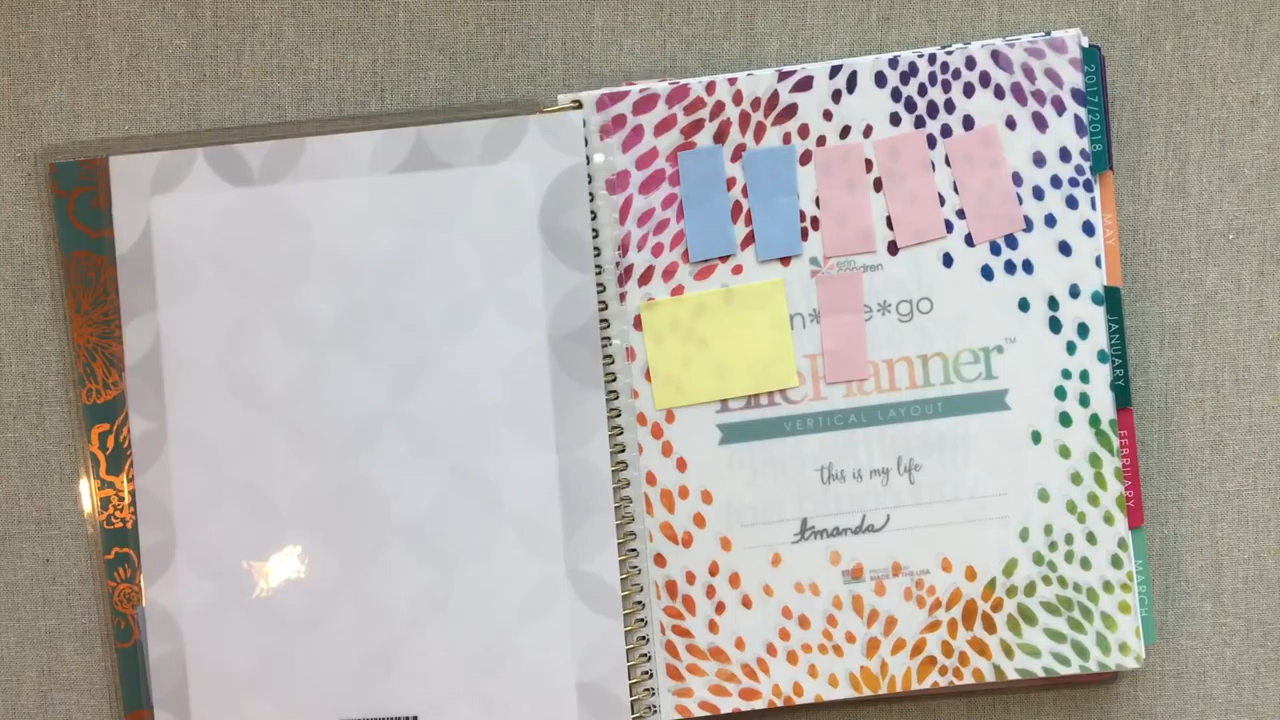 erin
condren
n*  e*go
LifePlanner™
VERTICAL LAYOUT
this is my life
Amanda
MADE IN THE USA
2017/2018
MAY
JANUARY
FEBRUARY
MARCH